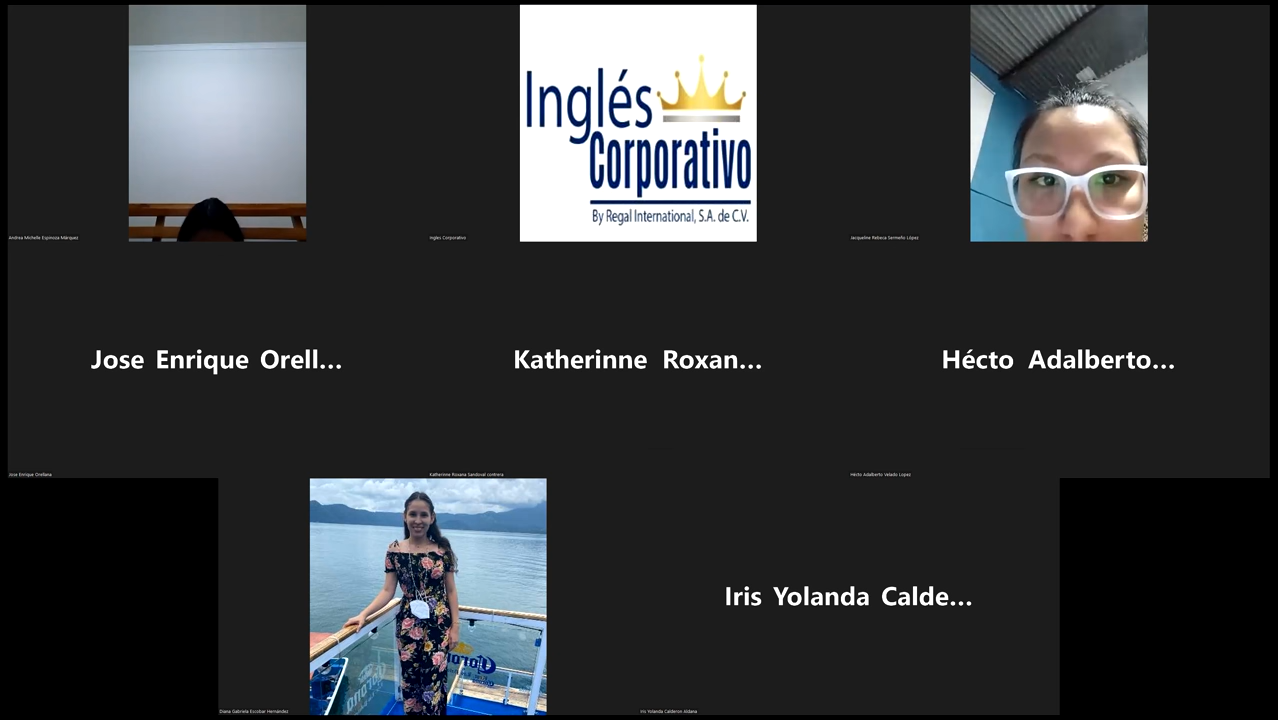 Inglés
Corporativo
By Regal International, S.A. de C.V.
Andrea Michelle Espinoza Márquez
Ingles Corporativo
Jacqueline Rebeca Sermeño López
Jose Enrique Orell...
Katherinne Roxan...
Hécto Adalberto...
Jose Enrique Orellana
Katherinne Roxana Sandoval contrera
Hécto Adalberto Velado Lopez
Iris Yolanda Calde...
Corona
Diana Gabriela Escobar Hernández
Iris Yolanda Calderon Aldana